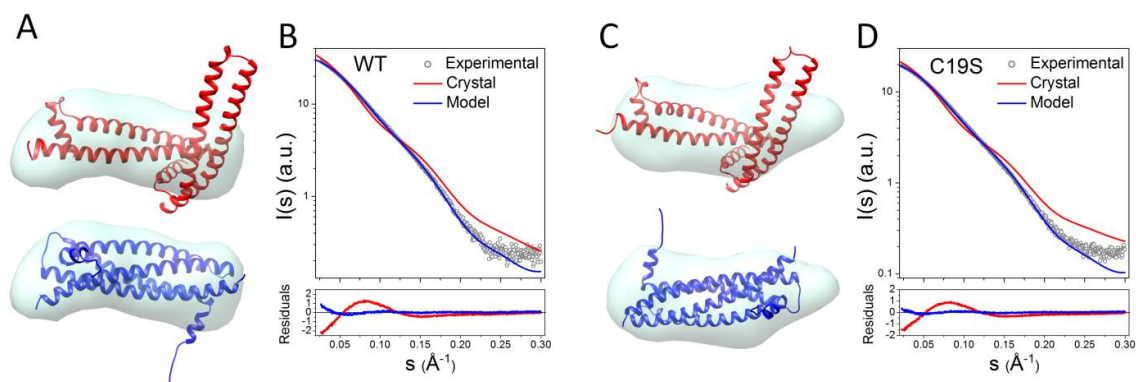 A
B
WT
Experimental
Crystal
Model
10
1
I(s) (a.u.)
2
1
0
-1
-2
Residuals
0.05 0.10 0.15 0.20 0.25 0.30
s (Å-1)
C
D
C19S
Experimental
Crystal
Model
10
1
0.1
I(s) (a.u.)
2
1
0
-1
-2
Residuals
0.05 0.10 0.15 0.20 0.25 0.30
s (Å-1)